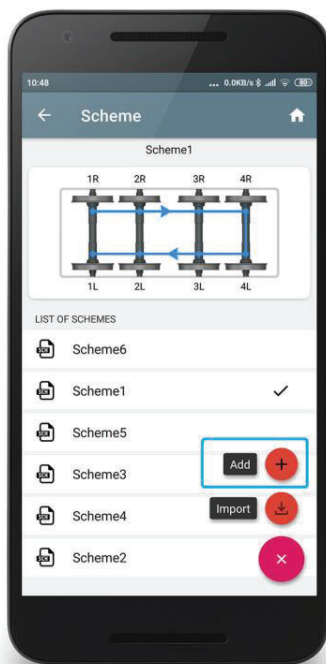 10:48 ... 0.0KB/s 80
Scheme
Scheme1
1R 2R 3R 4R
1L 2L 3L 4L
LIST OF SCHEMES
Scheme6
Scheme1
Scheme5
Scheme3
Add
Import
Scheme4
Scheme2